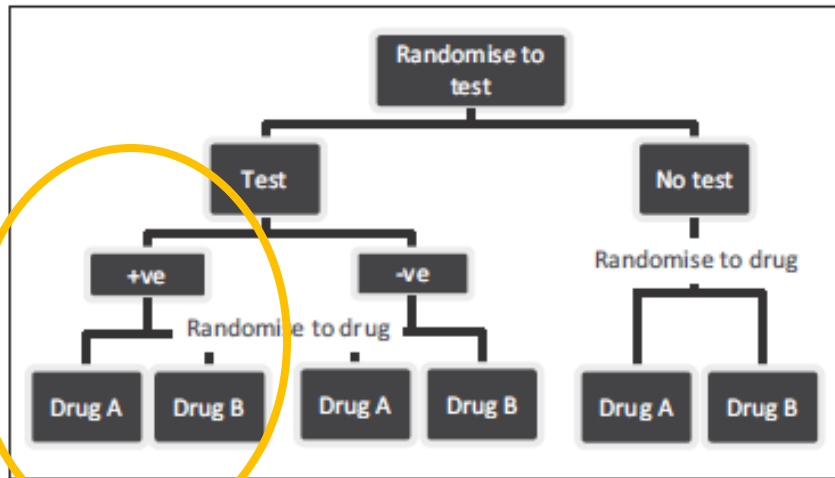 Randomise to
test
Test
No test
+ve
-ve
Randomise to drug
Randomise to drug
Drug A
Drug B
Drug A
Drug B
Drug A
Drug B